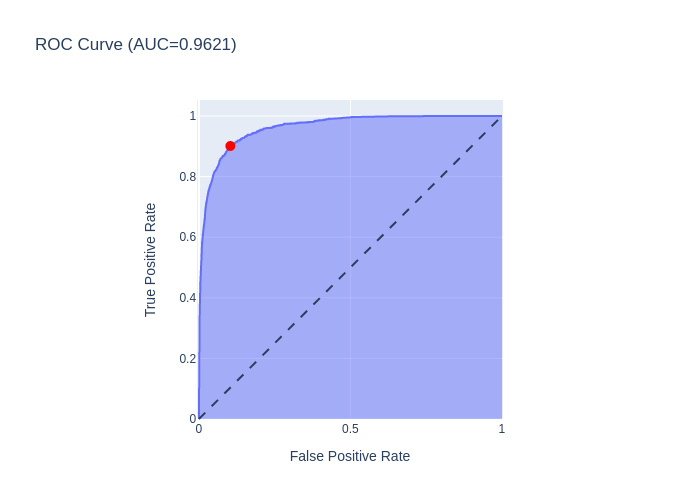 ROC Curve (AUC=0.9621)
1
0.8
0.6
0.4
0.2
0
0 0.5 1
True Positive Rate
False Positive Rate